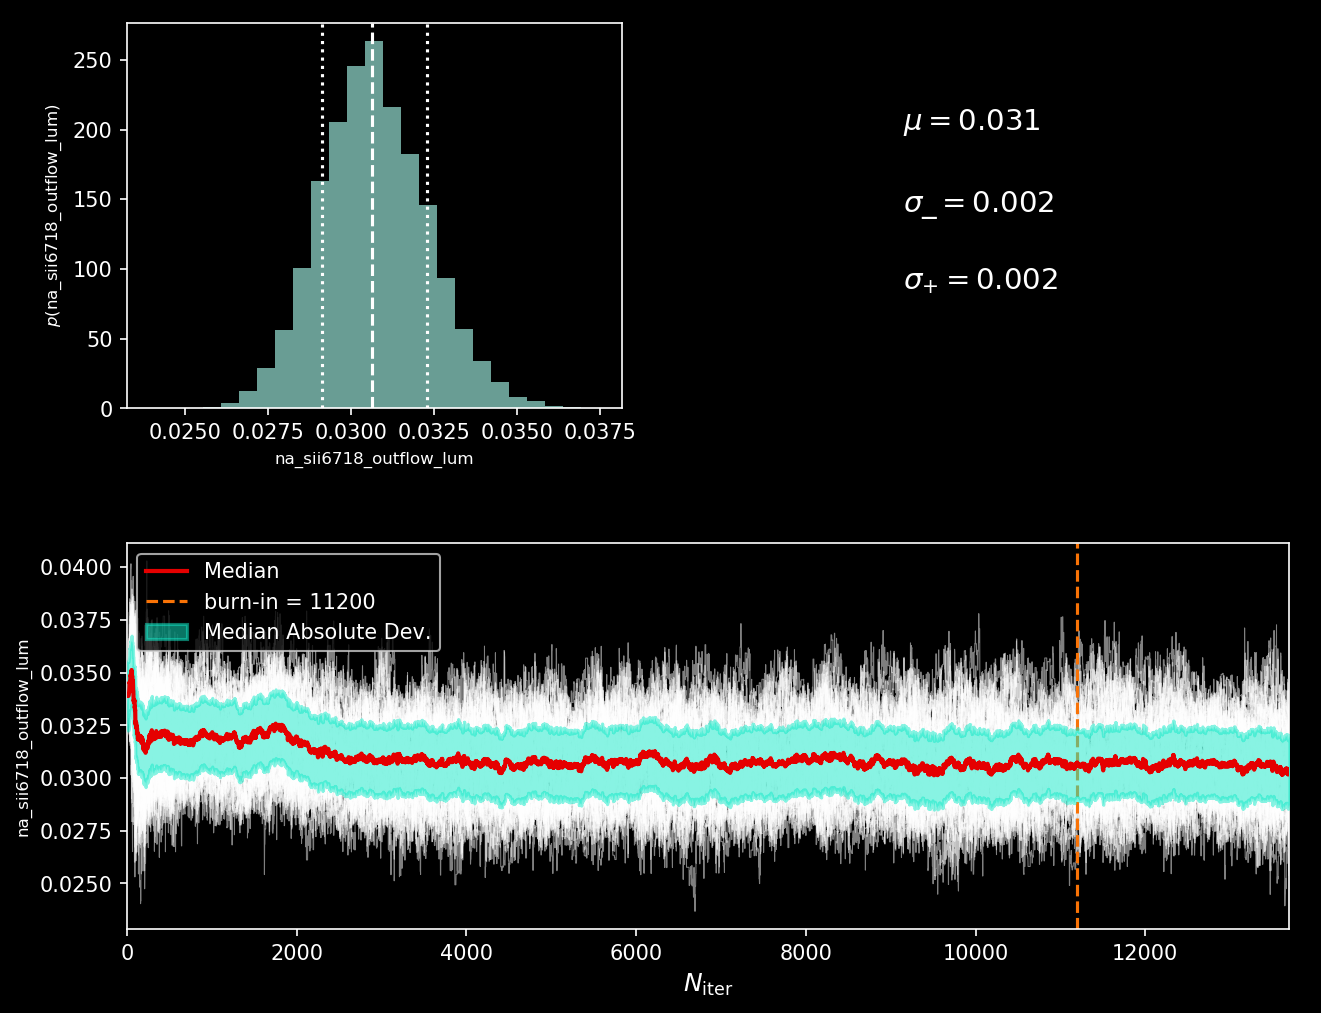 250
200
150
100
50
0
p(na_sii6718_outflow_lum)
0.0250 0.0275 0.0300 0.0325 0.0350 0.0375
na_sii6718_outflow_lum
μ = 0.031
σ₋ = 0.002
σ₊ = 0.002
0.0400
0.0375
0.0350
0.0325
0.0300
0.0275
0.0250
na_sii6718_outflow_lum
Median
burn-in = 11200
Median Absolute Dev.
0 2000 4000 6000 8000 10000 12000
N_iter